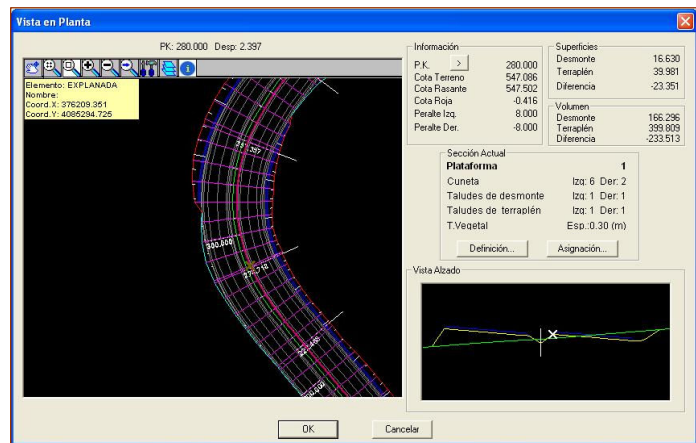 Vista en Planta
PK: 280.000 Desp: 2.397
Elemento: EXPLANADA
Nombre:
Coord.X: 376209.351
Coord.Y: 4085294.725
300.000
Información
P.K. > 280.000
Cota Terreno 547.086
Cota Rasante 547.502
Cota Roja -0.416
Peralte Izq. 8.000
Peralte Der. -8.000
Superficies
Desmonte 16.630
Terraplén 39.981
Diferencia -23.351
Volumen
Desmonte 166.296
Terraplén 399.809
Diferencia -233.513
Sección Actual
Plataforma 1
Cuneta Izq: 6 Der: 2
Taludes de desmonte Izq: 1 Der: 1
Taludes de terraplén Izq: 1 Der: 1
T.Vegetal Esp.:0.30 (m)
Definición... Asignación...
Vista Alzado
OK Cancelar